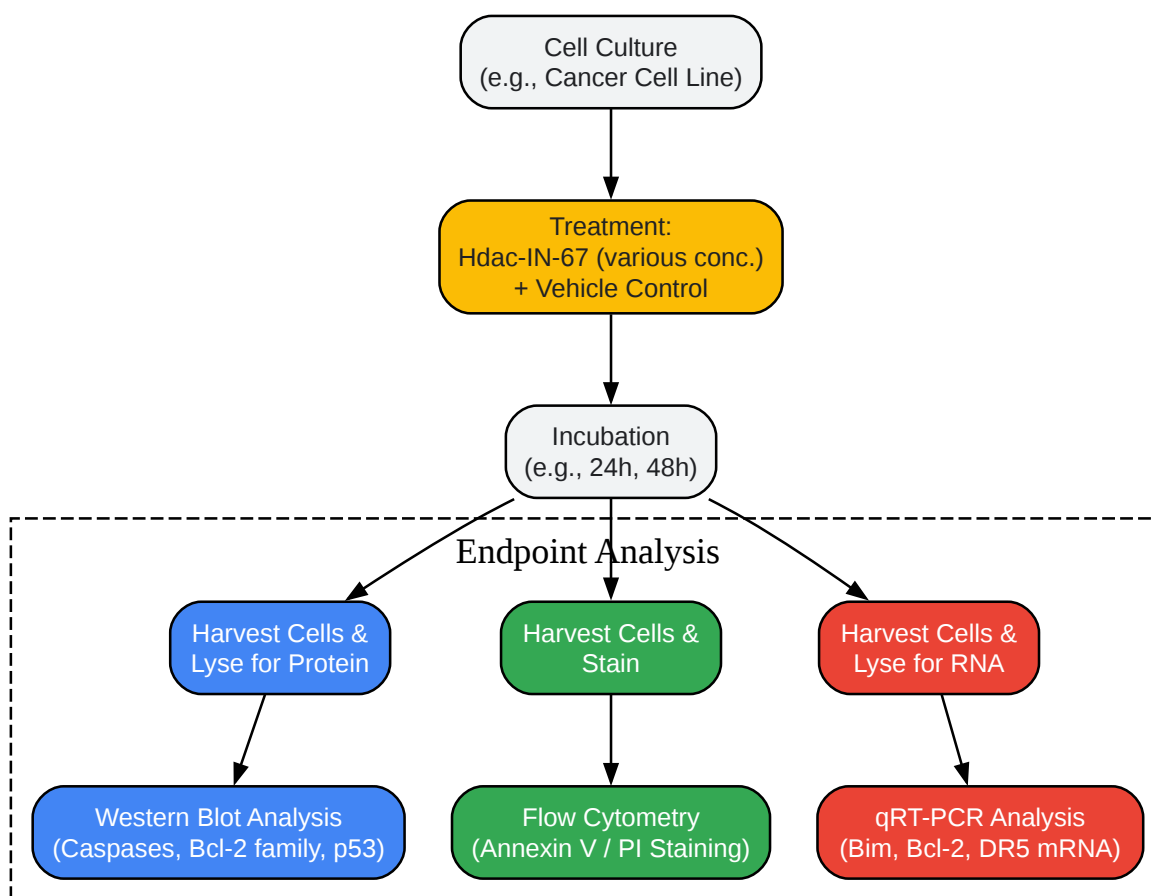 Cell Culture
(e.g., Cancer Cell Line)
Treatment:
Hdac-IN-67 (various conc.)
+ Vehicle Control
Incubation
(e.g., 24h, 48h)
Endpoint Analysis
Harvest Cells &
Lyse for Protein
Harvest Cells &
Stain
Harvest Cells &
Lyse for RNA
Western Blot Analysis
(Caspases, Bcl-2 family, p53)
Flow Cytometry
(Annexin V / PI Staining)
qRT-PCR Analysis
(Bim, Bcl-2, DR5 mRNA)